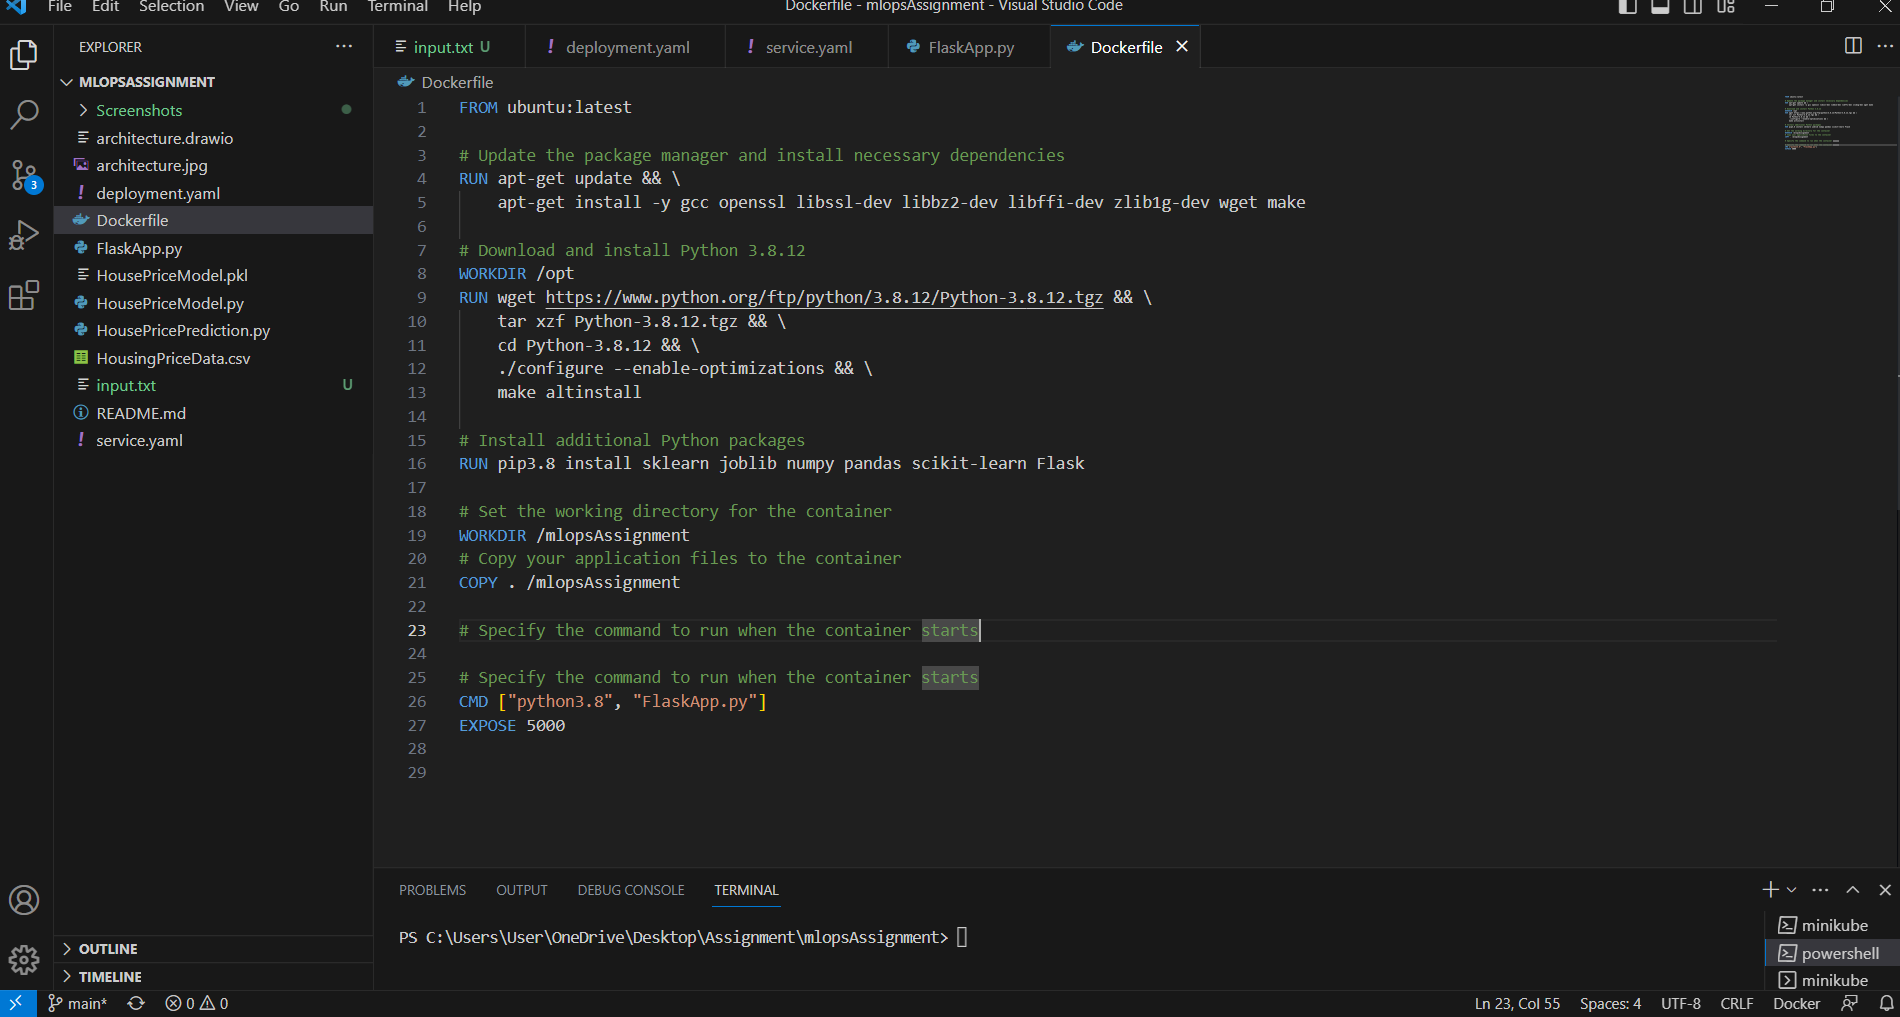 File Edit Selection View Go Run Terminal Help
Dockerfile - mlopsAssignment - Visual Studio Code
EXPLORER
MLOPSASSIGNMENT
Screenshots
architecture.drawio
architecture.jpg
deployment.yaml
Dockerfile
FlaskApp.py
HousePriceModel.pkl
HousePriceModel.py
HousePricePrediction.py
HousingPriceData.csv
input.txt U
README.md
service.yaml
3
OUTLINE
TIMELINE
input.txt U deployment.yaml service.yaml FlaskApp.py Dockerfile
Dockerfile
1 FROM ubuntu:latest
2
3 # Update the package manager and install necessary dependencies
4 RUN apt-get update && \
5 apt-get install -y gcc openssl libssl-dev libbz2-dev libffi-dev zlib1g-dev wget make
6
7 # Download and install Python 3.8.12
8 WORKDIR /opt
9 RUN wget https://www.python.org/ftp/python/3.8.12/Python-3.8.12.tgz && \
10 tar xzf Python-3.8.12.tgz && \
11 cd Python-3.8.12 && \
12 ./configure --enable-optimizations && \
13 make altinstall
14
15 # Install additional Python packages
16 RUN pip3.8 install sklearn joblib numpy pandas scikit-learn Flask
17
18 # Set the working directory for the container
19 WORKDIR /mlopsAssignment
20 # Copy your application files to the container
21 COPY . /mlopsAssignment
22
23 # Specify the command to run when the container starts
24
25 # Specify the command to run when the container starts
26 CMD ["python3.8", "FlaskApp.py"]
27 EXPOSE 5000
28
29
PROBLEMS OUTPUT DEBUG CONSOLE TERMINAL
PS C:\Users\User\OneDrive\Desktop\Assignment\mlopsAssignment>
minikube
powershell
minikube
main* 0 0 Ln 23, Col 55 Spaces: 4 UTF-8 CRLF Docker